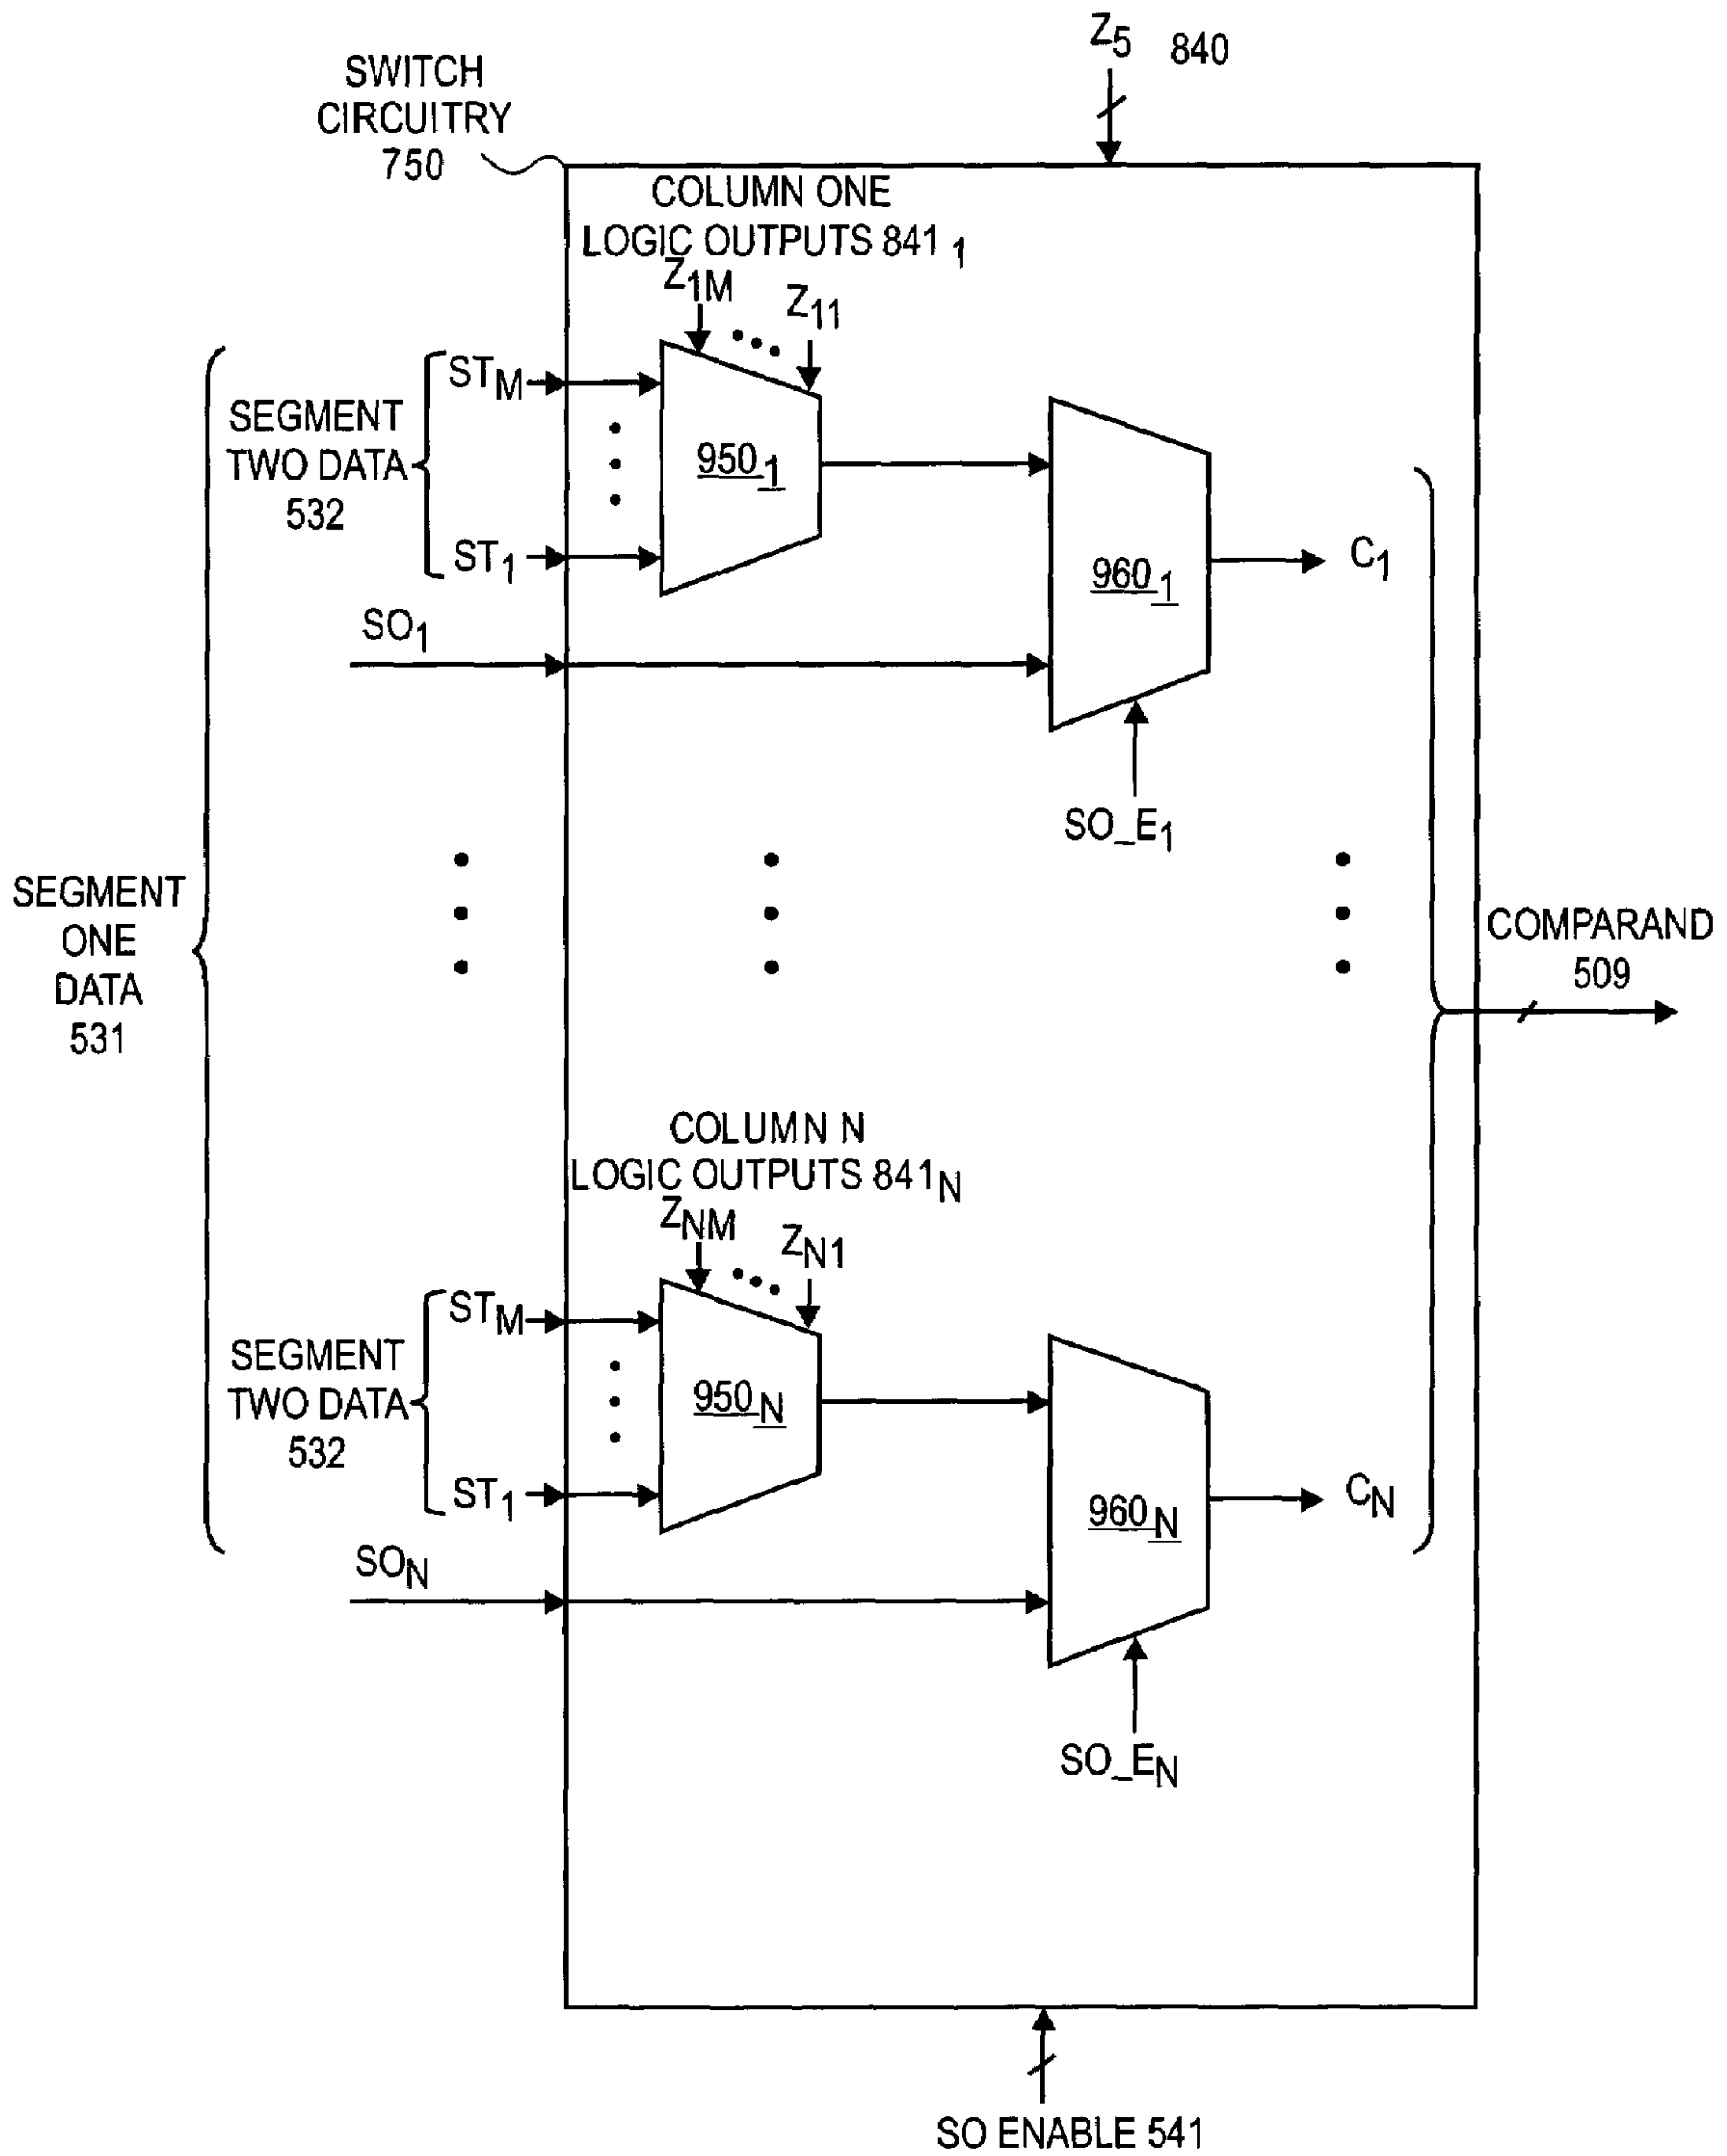 Z5 840
SWITCH
CIRCUITRY
750
COLUMN ONE
LOGIC OUTPUTS 841 1
Z1M
Z11
STM
SEGMENT
TWO DATA
532
950 1
ST1
960 1
C1
SO1
SO_E1
SEGMENT
ONE
DATA
531
COMPARAND
509
COLUMN N
LOGIC OUTPUTS 841N
ZNM
ZN1
STM
SEGMENT
TWO DATA
532
950 N
ST1
960 N
CN
SON
SO_EN
SO ENABLE 541